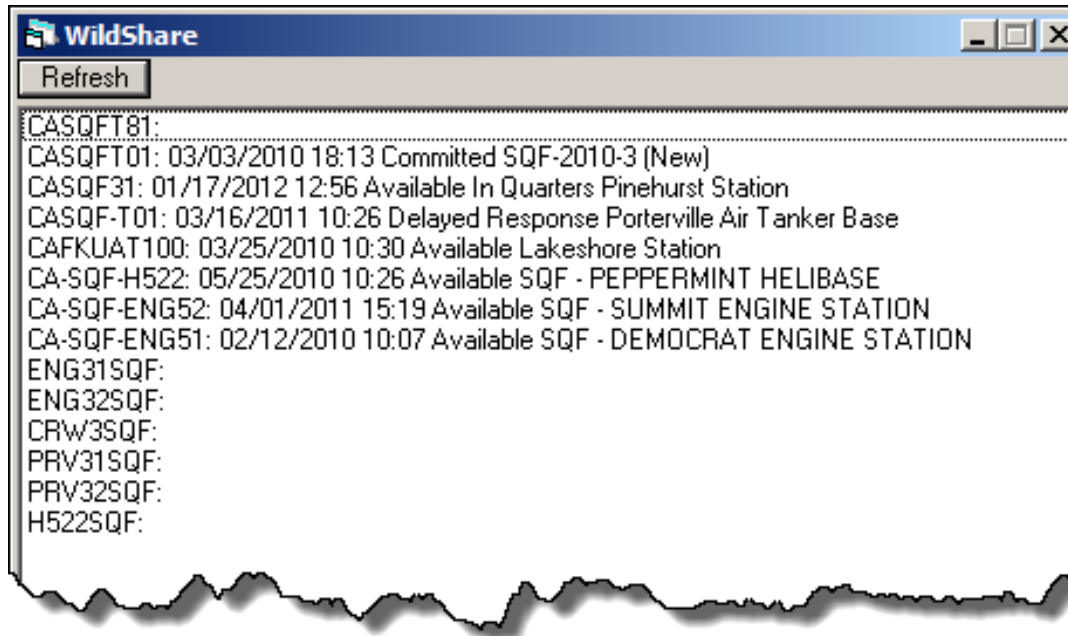 WildShare
Refresh
CASQFT81:
CASQFT01: 03/03/2010 18:13 Committed SQF-2010-3 (New)
CASQF31: 01/17/2012 12:56 Available In Quarters Pinehurst Station
CASQF-T01: 03/16/2011 10:26 Delayed Response Porterville Air Tanker Base
CAFKUAT100: 03/25/2010 10:30 Available Lakeshore Station
CA-SQF-H522: 05/25/2010 10:26 Available SQF - PEPPERMINT HELIBASE
CA-SQF-ENG52: 04/01/2011 15:19 Available SQF - SUMMIT ENGINE STATION
CA-SQF-ENG51: 02/12/2010 10:07 Available SQF - DEMOCRAT ENGINE STATION
ENG31SQF:
ENG32SQF:
CRW3SQF:
PRV31SQF:
PRV32SQF:
H522SQF: